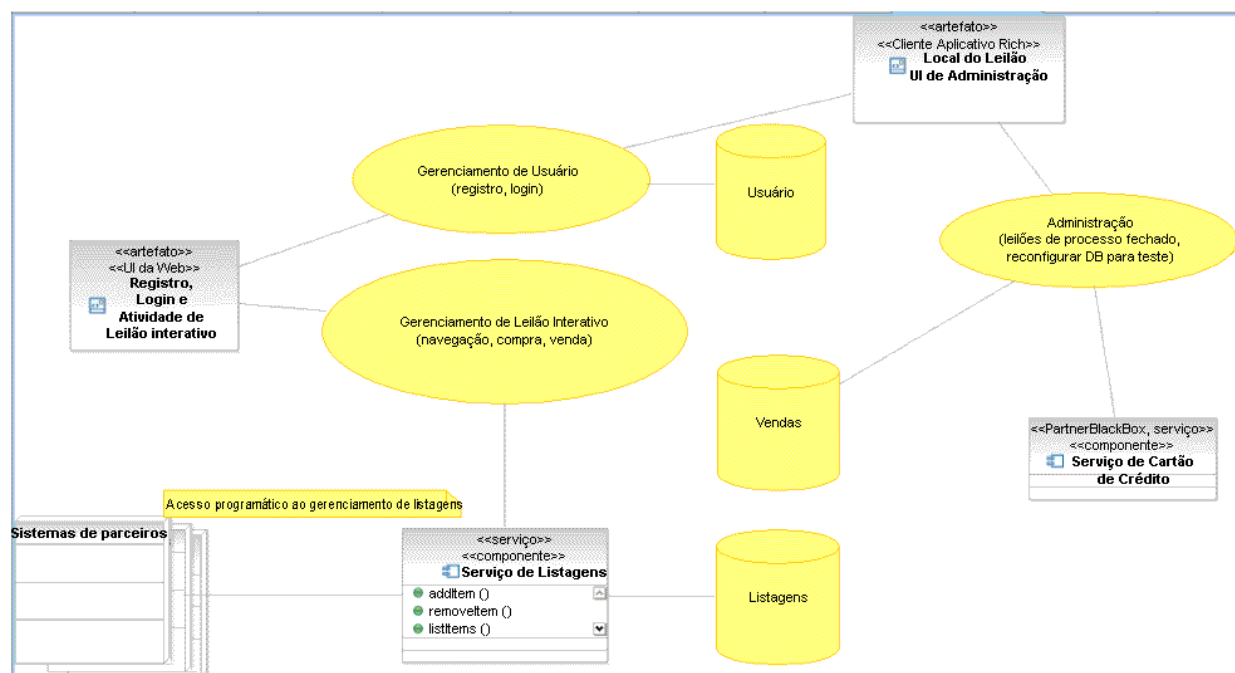 <<artefato>>
<<Cliente Aplicativo Rich>>
Local do Leilão
UI de Administração
Gerenciamento de Usuário
(registro, login)
Usuário
Administração
(leilões de processo fechado,
reconfigurar DB para teste)
<<artefato>>
<<UI da Web>>
Registro,
Login e
Atividade de
Leilão interativo
Gerenciamento de Leilão Interativo
(navegação, compra, venda)
Vendas
<<PartnerBlackBox, serviço>>
<<componente>>
Serviço de Cartão
de Crédito
Acesso programático ao gerenciamento de listagens
Sistemas de parceiros
<<serviço>>
<<componente>>
Serviço de Listagens
addItem ()
removeItem ()
listItems ()
Listagens